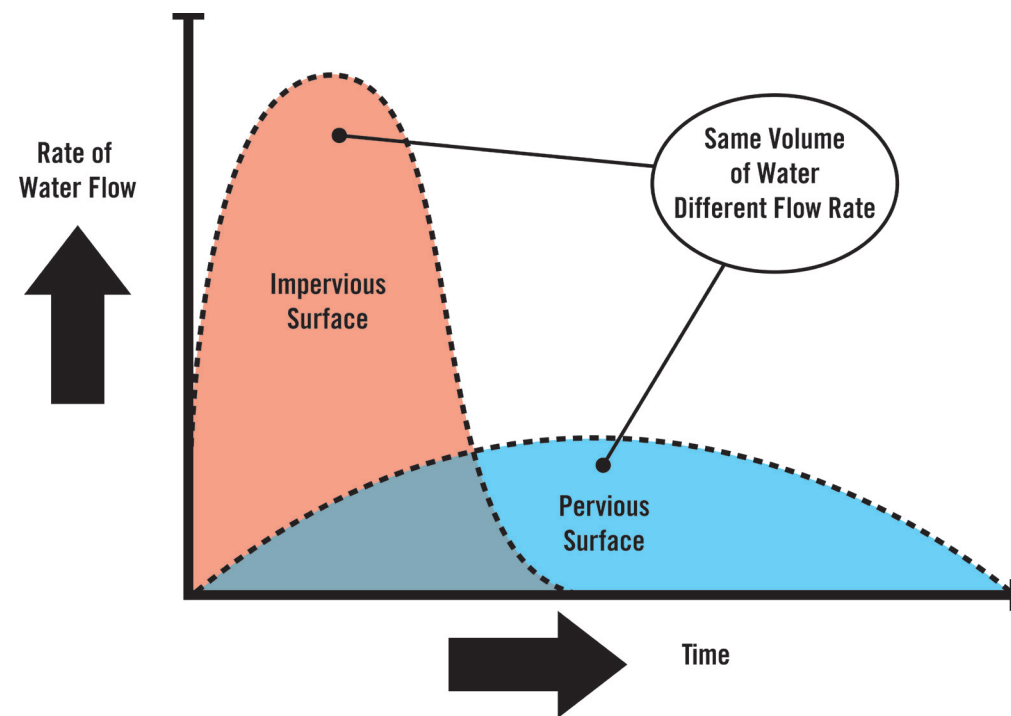 Rate of
Water Flow
Same Volume
of Water
Different Flow Rate
Impervious
Surface
Pervious
Surface
Time